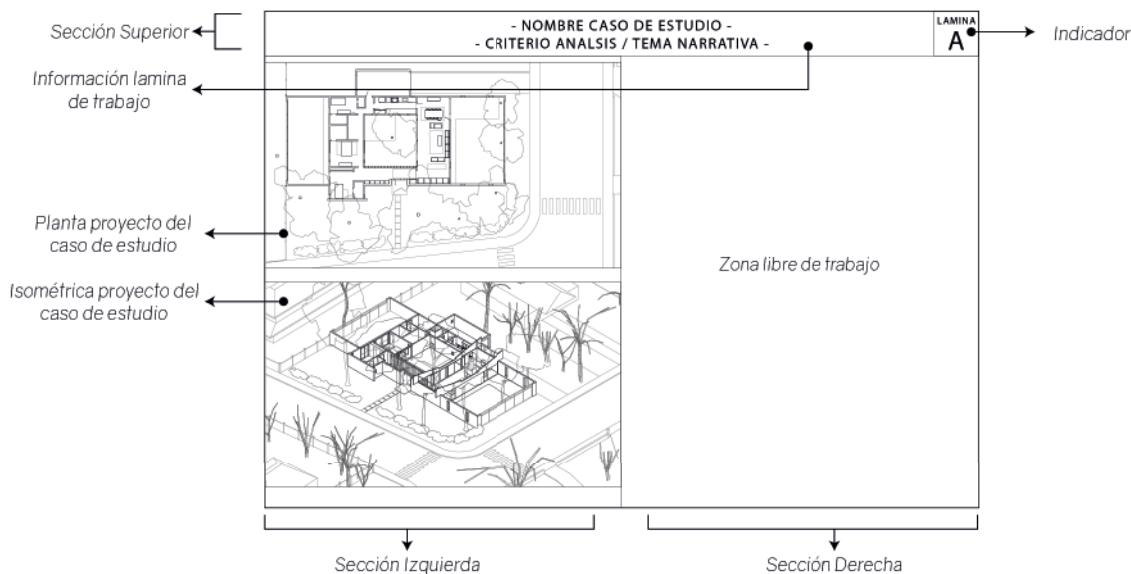 Sección Superior
- NOMBRE CASO DE ESTUDIO -
- CRITERIO ANALSIS / TEMA NARRATIVA -
LAMINA
A
Indicador
Información lamina
de trabajo
Planta proyecto del
caso de estudio
Isométrica proyecto del
caso de estudio
Zona libre de trabajo
Sección Izquierda
Sección Derecha